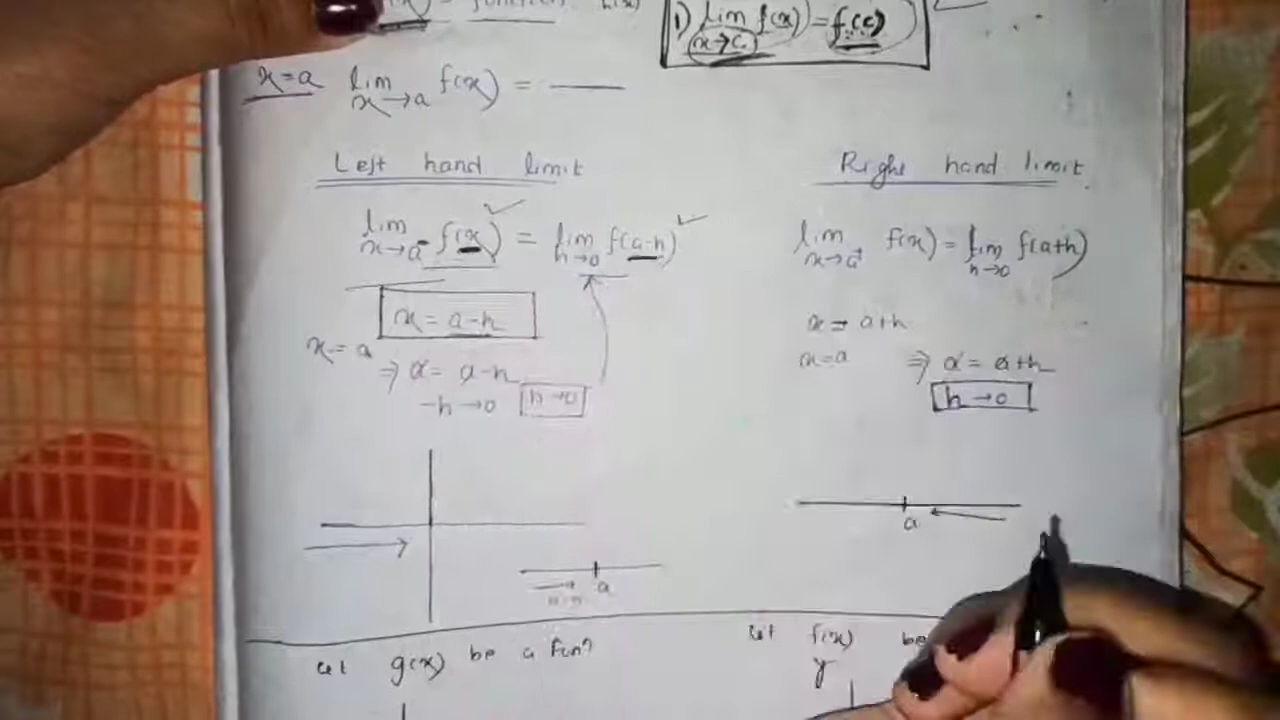 1) lim f(x) = f(c)
x→c
x=a lim f(x) =
x→a
Left hand limit
lim f(x) = lim f(a-h)
x→a⁻ h→0
x = a-h
x = a
⇒ a = a-h
-h→0 h→0
a
Right hand limit
lim f(x) = lim f(a+h)
x→a⁺ h→0
x = a+h
x=a ⇒ a = a+h
h→0
a
Let g(x) be a fun?
Let f(x) be
y